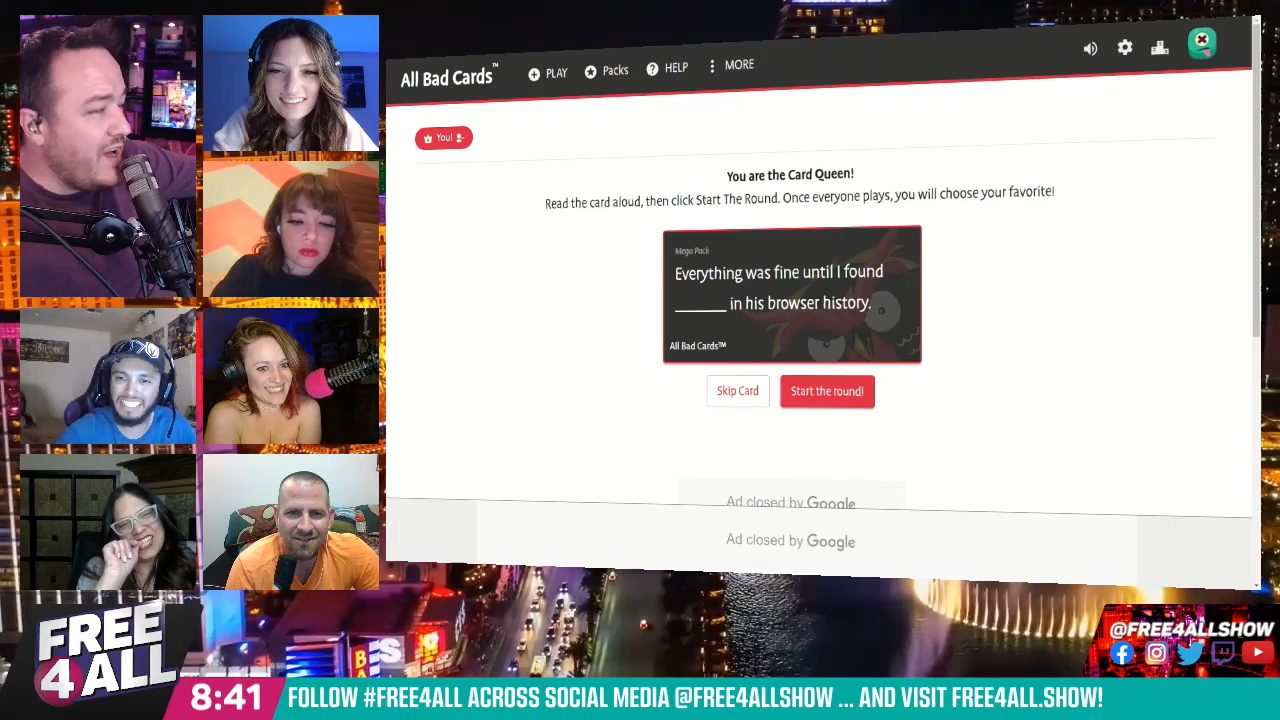 All Bad Cards™
PLAY
Packs
HELP
MORE
You!
You are the Card Queen!
Read the card aloud, then click Start The Round. Once everyone plays, you will choose your favorite!
Mega Pack
Everything was fine until I found
_______ in his browser history.
All Bad Cards™
Skip Card
Start the round!
Ad closed by Google
Ad closed by Google
FREE
4 ALL
@FREE4ALLSHOW
8:41
FOLLOW #FREE4ALL ACROSS SOCIAL MEDIA @FREE4ALLSHOW ... AND VISIT FREE4ALL.SHOW!